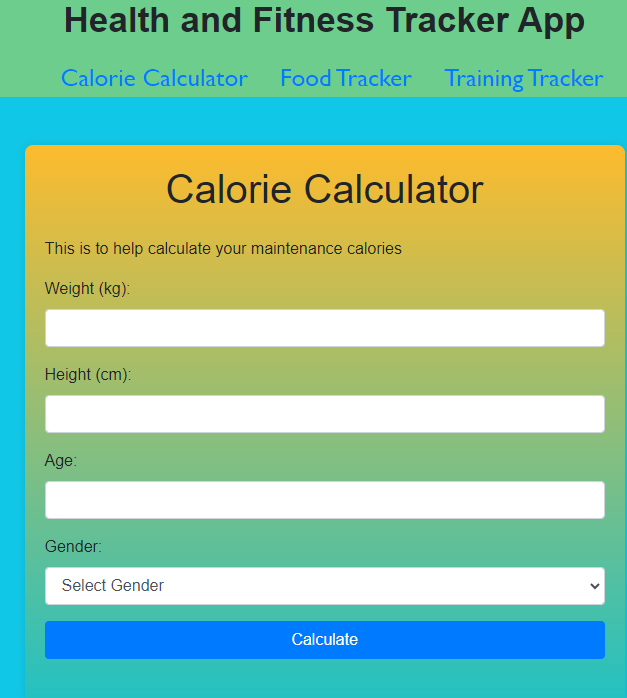 Health and Fitness Tracker App
Calorie Calculator Food Tracker Training Tracker
Calorie Calculator
This is to help calculate your maintenance calories
Weight (kg):
Height (cm):
Age:
Gender:
Select Gender
Calculate